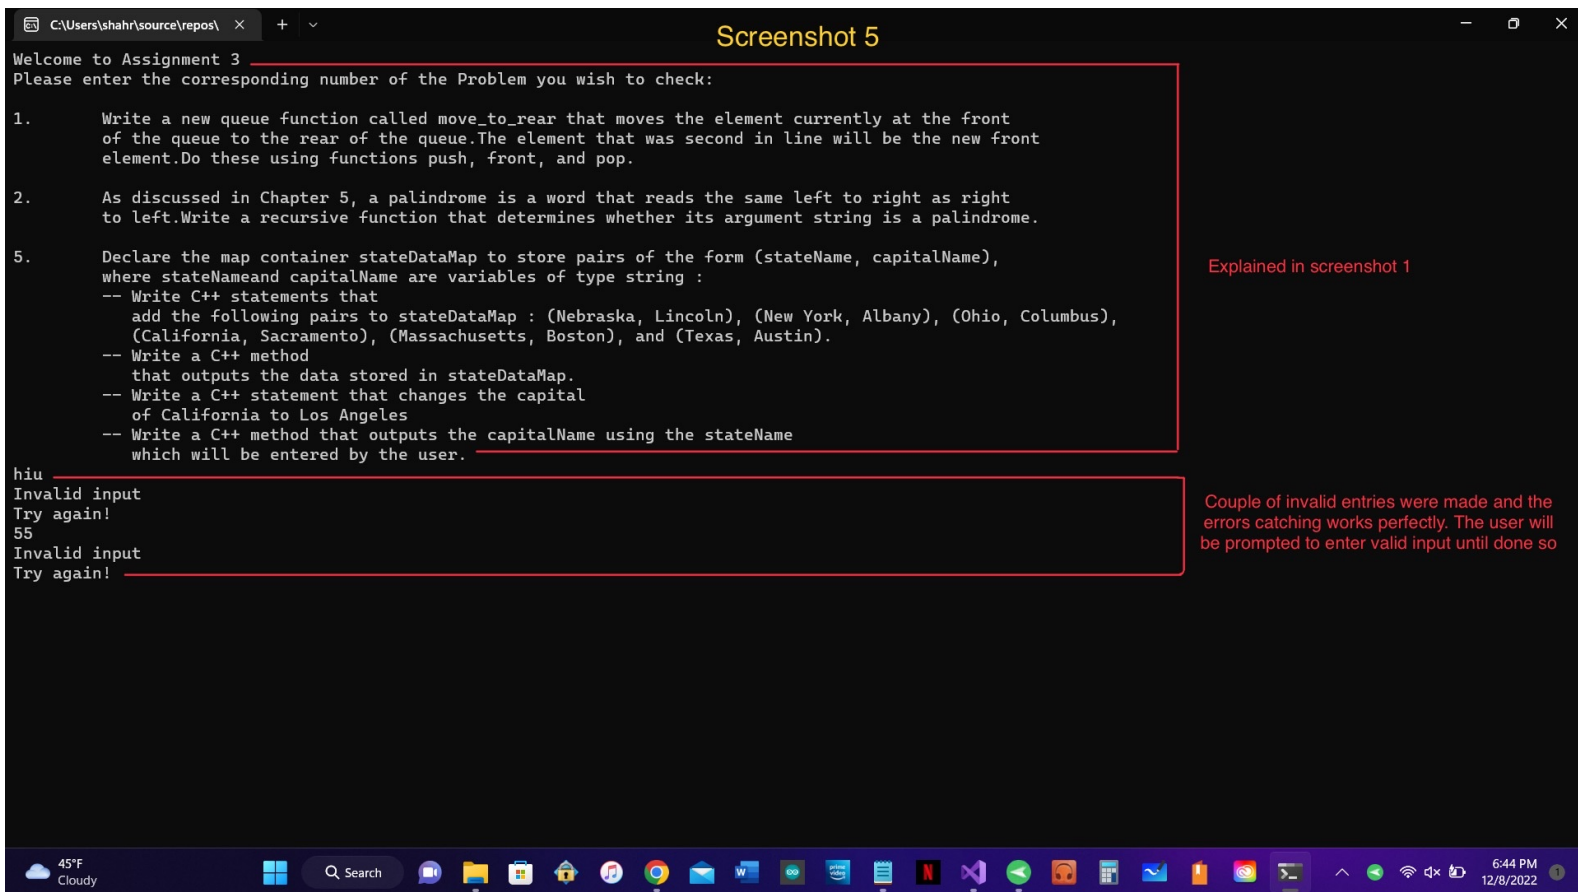 C:\Users\shahr\source\repos\
Screenshot 5
Welcome to Assignment 3
Please enter the corresponding number of the Problem you wish to check:
1. Write a new queue function called move_to_rear that moves the element currently at the front
of the queue to the rear of the queue.The element that was second in line will be the new front
element.Do these using functions push, front, and pop.
2. As discussed in Chapter 5, a palindrome is a word that reads the same left to right as right
to left.Write a recursive function that determines whether its argument string is a palindrome.
5. Declare the map container stateDataMap to store pairs of the form (stateName, capitalName),
where stateNameand capitalName are variables of type string :
-- Write C++ statements that
add the following pairs to stateDataMap : (Nebraska, Lincoln), (New York, Albany), (Ohio, Columbus),
(California, Sacramento), (Massachusetts, Boston), and (Texas, Austin).
-- Write a C++ method
that outputs the data stored in stateDataMap.
-- Write a C++ statement that changes the capital
of California to Los Angeles
-- Write a C++ method that outputs the capitalName using the stateName
which will be entered by the user.
Explained in screenshot 1
hiu
Invalid input
Try again!
55
Invalid input
Try again!
Couple of invalid entries were made and the
errors catching works perfectly. The user will
be prompted to enter valid input until done so
45°F
Cloudy
Search
prime
video
6:44 PM
12/8/2022
1